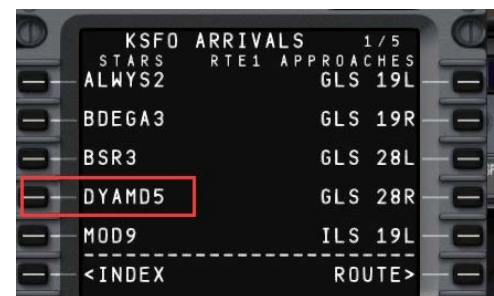 KSFO ARRIVALS 1/5
STARS RTE1 APPROACHES
ALWYS2 GLS 19L
BDEGA3 GLS 19R
BSR3 GLS 28L
DYAMD5 GLS 28R
MOD9 ILS 19L
<INDEX ROUTE>